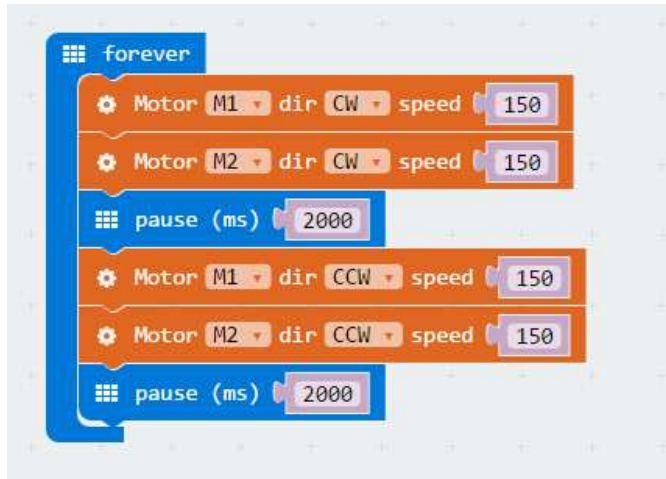 forever
Motor M1 dir CW speed 150
Motor M2 dir CW speed 150
pause (ms) 2000
Motor M1 dir CCW speed 150
Motor M2 dir CCW speed 150
pause (ms) 2000